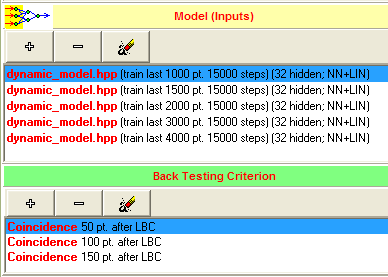 Model (Inputs)
dynamic_model.hpp (train last 1000 pt. 15000 steps) (32 hidden; NN+LIN)
dynamic_model.hpp (train last 1500 pt. 15000 steps) (32 hidden; NN+LIN)
dynamic_model.hpp (train last 2000 pt. 15000 steps) (32 hidden; NN+LIN)
dynamic_model.hpp (train last 3000 pt. 15000 steps) (32 hidden; NN+LIN)
dynamic_model.hpp (train last 4000 pt. 15000 steps) (32 hidden; NN+LIN)
Back Testing Criterion
Coincidence 50 pt. after LBC
Coincidence 100 pt. after LBC
Coincidence 150 pt. after LBC